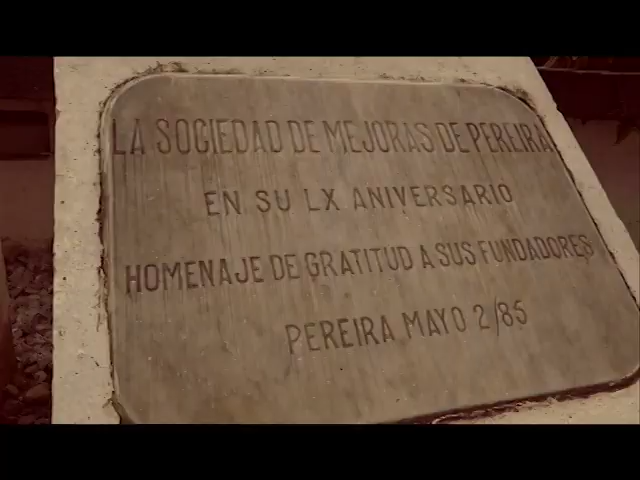 LA SOCIEDAD DE MEJORAS DE PEREIRA
EN SU LX ANIVERSARIO
HOMENAJE DE GRATITUD A SUS FUNDADORES
PEREIRA MAYO 2/85